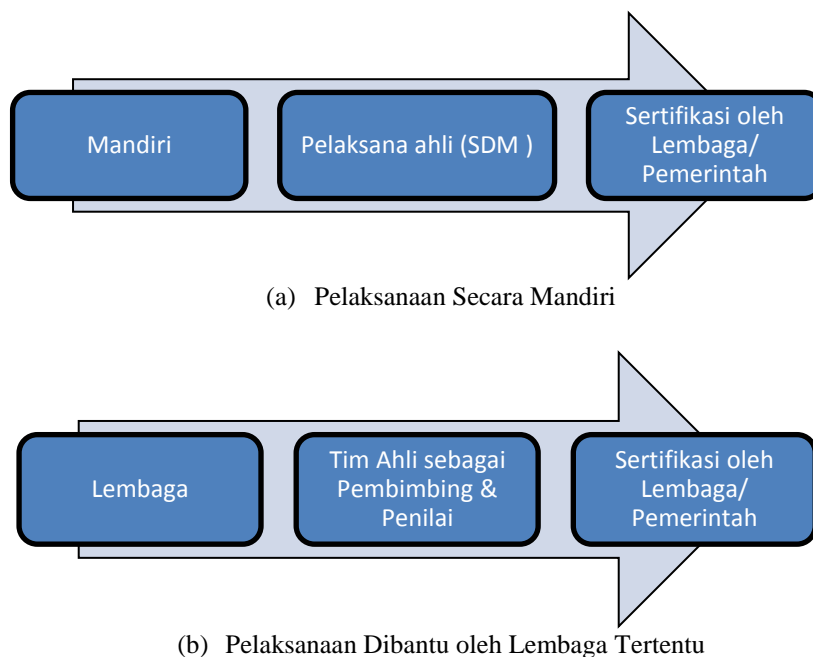 Mandiri
Pelaksana ahli (SDM )
Sertifikasi oleh
Lembaga/
Pemerintah
(a) Pelaksanaan Secara Mandiri
Lembaga
Tim Ahli sebagai
Pembimbing &
Penilai
Sertifikasi oleh
Lembaga/
Pemerintah
(b) Pelaksanaan Dibantu oleh Lembaga Tertentu